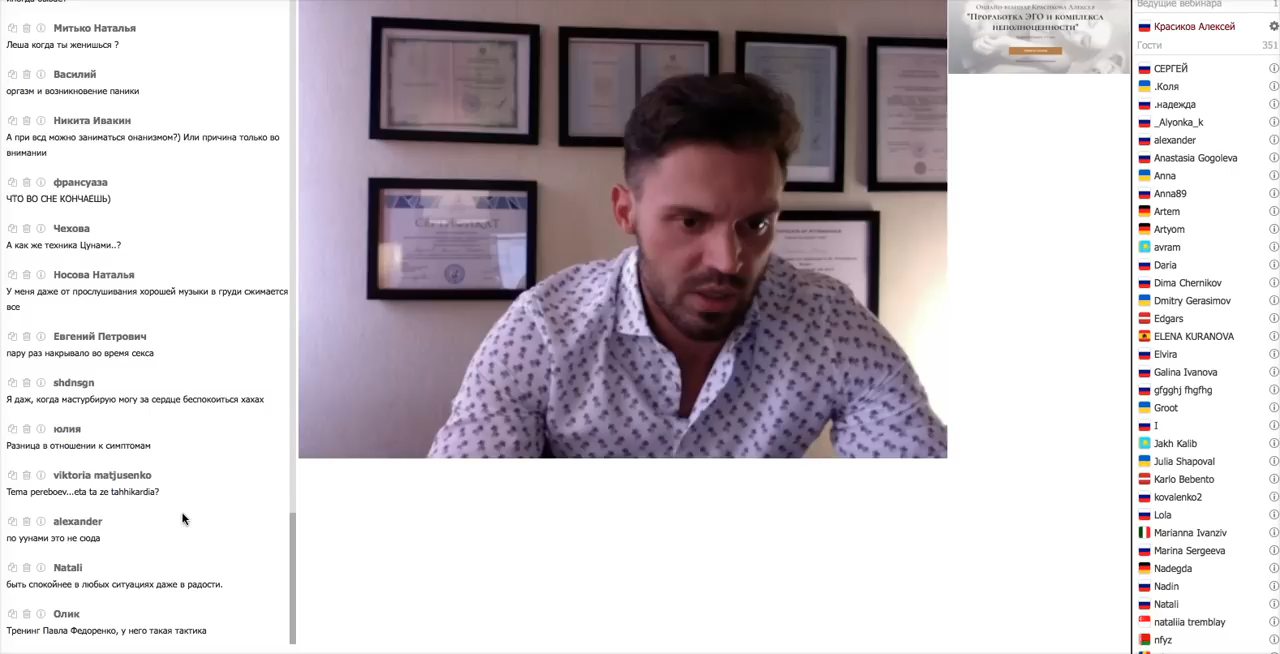 Митько Наталья
Леша когда ты женишься ?
Василий
оргазм и возникновение паники
Никита Ивакин
А при всд можно заниматься онанизмом?) Или причина только во
внимании
франсуаза
ЧТО ВО СНЕ КОНЧАЕШЬ)
Чехова
А как же техника Цунами..?
Носова Наталья
У меня даже от прослушивания хорошей музыки в груди сжимается
все
Евгений Петрович
пару раз накрывало во время секса
shdnsgn
Я даж, когда мастурбирую могу за сердце беспокоиться хахах
юлия
Разница в отношении к симптомам
viktoria matjusenko
Tema pereboev...eta ta ze tahhikardia?
alexander
по уунами это не сюда
Natali
быть спокойнее в любых ситуациях даже в радости.
Олик
Тренинг Павла Федоренко, у него такая тактика
СЕРТИФИКАТ
Онлайн-семинар Красикова Алексея
"Проработка ЭГО и комплекса
неполноценности"
Ведущие вебинара 1
Красиков Алексей
Гости 351
СЕРГЕЙ
.Коля
.надежда
_Alyonka_k
alexander
Anastasia Gogoleva
Anna
Anna89
Artem
Artyom
avram
Daria
Dima Chernikov
Dmitry Gerasimov
Edgars
ELENA KURANOVA
Elvira
Galina Ivanova
gfgghj fhgfhg
Groot
I
Jakh Kalib
Julia Shapoval
Karlo Bebento
kovalenko2
Lola
Marianna Ivanziv
Marina Sergeeva
Nadegda
Nadin
Natali
nataliia tremblay
nfyz